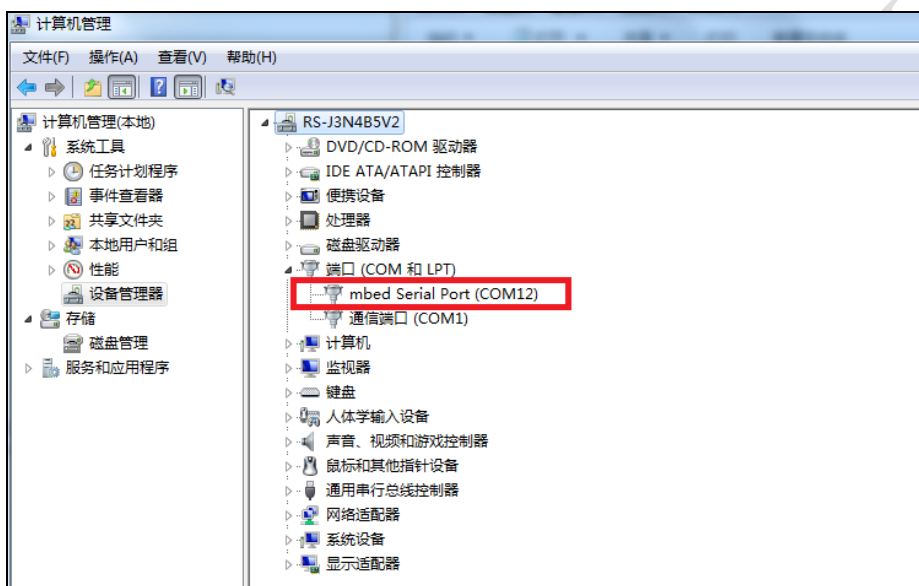 计算机管理
文件(F) 操作(A) 查看(V) 帮助(H)
计算机管理(本地)
系统工具
任务计划程序
事件查看器
共享文件夹
本地用户和组
性能
设备管理器
存储
磁盘管理
服务和应用程序
RS-J3N4B5V2
DVD/CD-ROM 驱动器
IDE ATA/ATAPI 控制器
便携设备
处理器
磁盘驱动器
端口 (COM 和 LPT)
mbed Serial Port (COM12)
通信端口 (COM1)
计算机
监视器
键盘
人体学输入设备
声音、视频和游戏控制器
鼠标和其他指针设备
通用串行总线控制器
网络适配器
系统设备
显示适配器